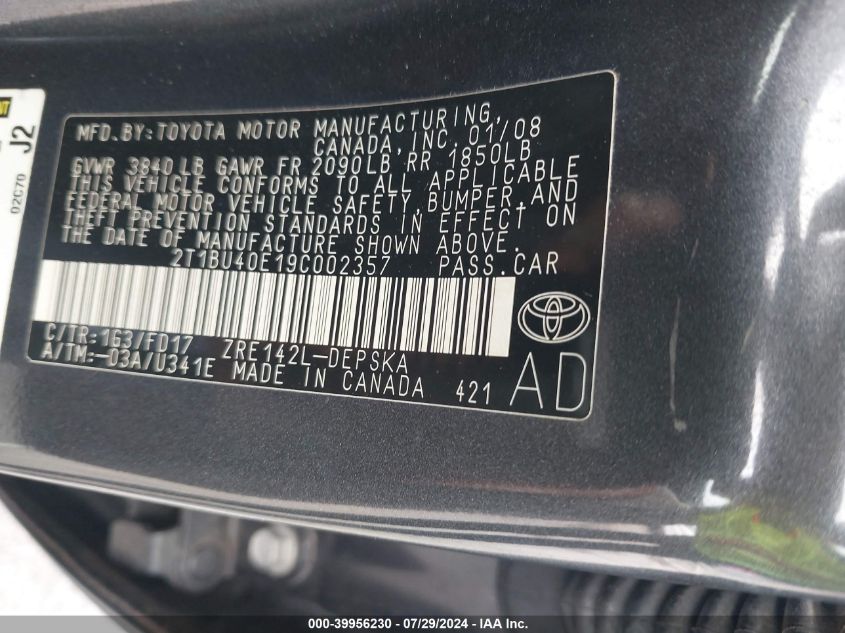 NT
J2
02C70
MFD.BY:TOYOTA MOTOR MANUFACTURING,
CANADA, INC. 01/08
GVWR 3840LB GAWR FR 2090LB RR 1850LB
THIS VEHICLE CONFORMS TO ALL APPLICABLE
FEDERAL MOTOR VEHICLE SAFETY,BUMPER,AND
THEFT PREVENTION STANDARDS IN EFFECT ON
THE DATE OF MANUFACTURE SHOWN ABOVE.
2T1BU40E19C002357 PASS.CAR
C/TR:1G3/FD17 ZRE142L-DEPSKA
A/TM:-03A/U341E MADE IN CANADA 421
AD
000-39956230 - 07/29/2024 - IAA Inc.